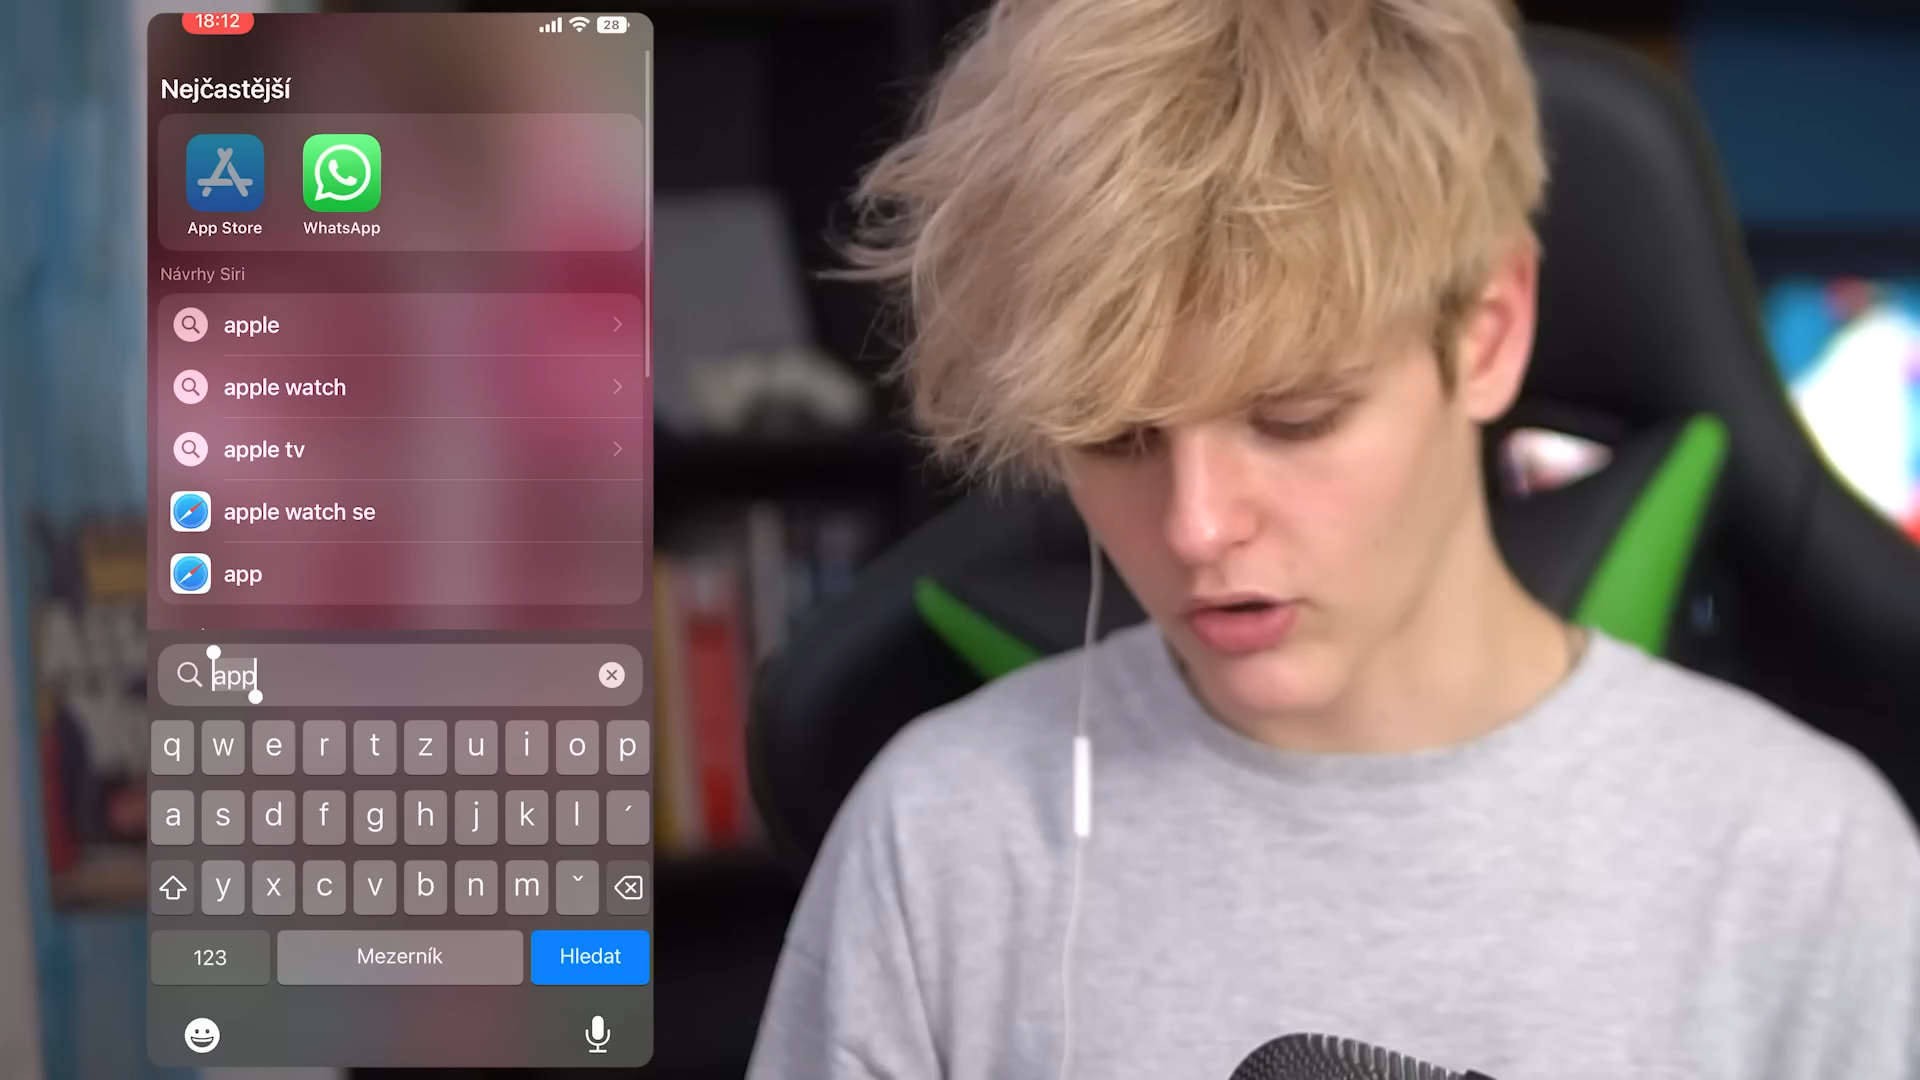 18:12
28
Nejčastější
App Store
WhatsApp
Návrhy Siri
apple
apple watch
apple tv
apple watch se
app
app
q w e r t z u i o p
a s d f g h j k l ´
y x c v b n m ˇ
123
Mezerník
Hledat